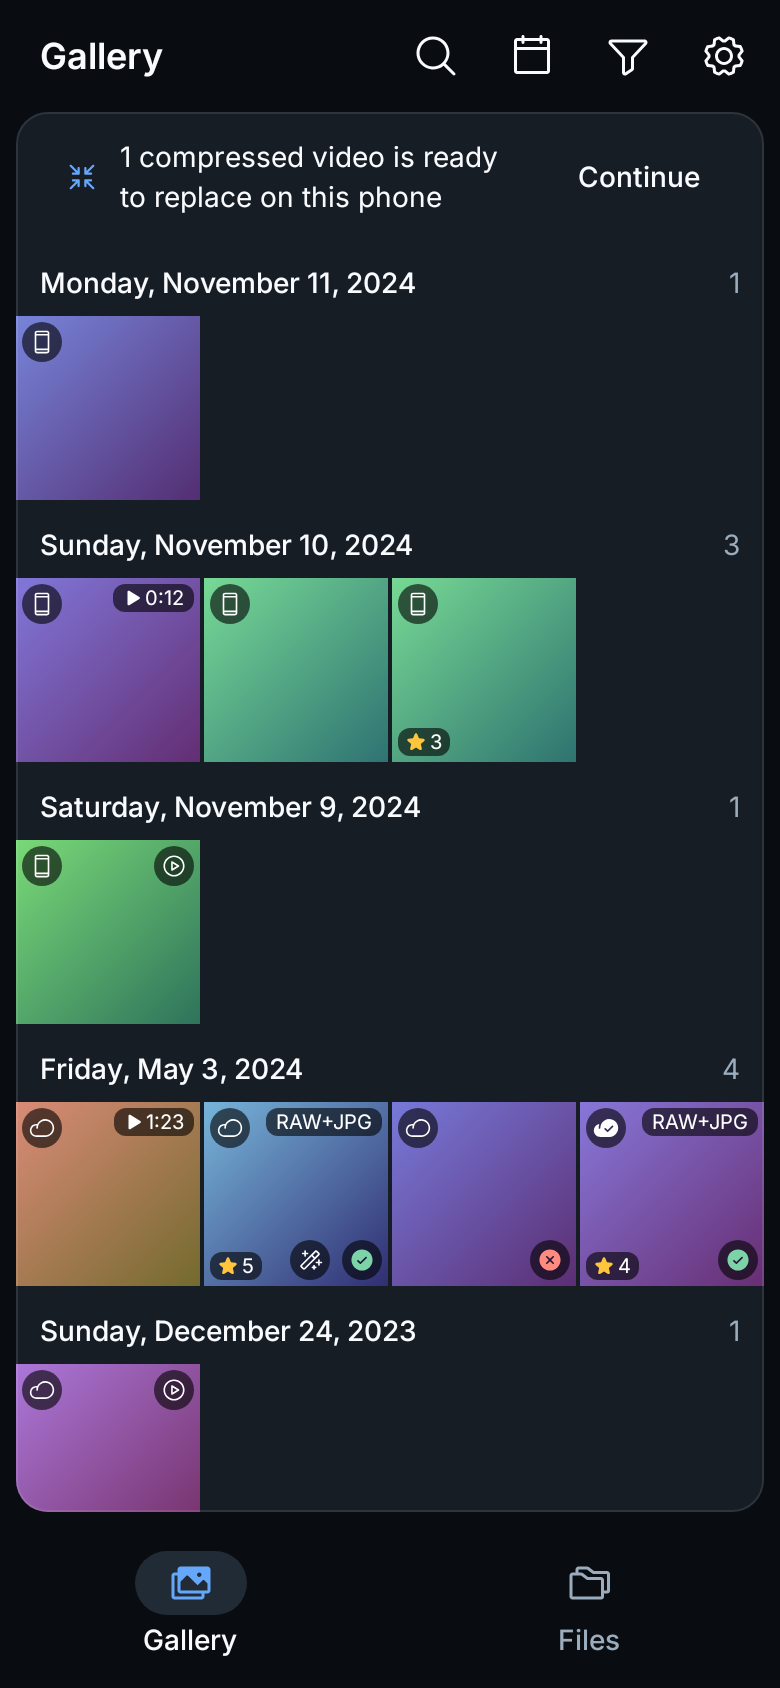 Gallery
1 compressed video is ready
to replace on this phone
Continue
Monday, November 11, 2024 1
Sunday, November 10, 2024 3
0:12
3
Saturday, November 9, 2024 1
Friday, May 3, 2024 4
1:23 RAW+JPG RAW+JPG
5 4
Sunday, December 24, 2023 1
Gallery Files